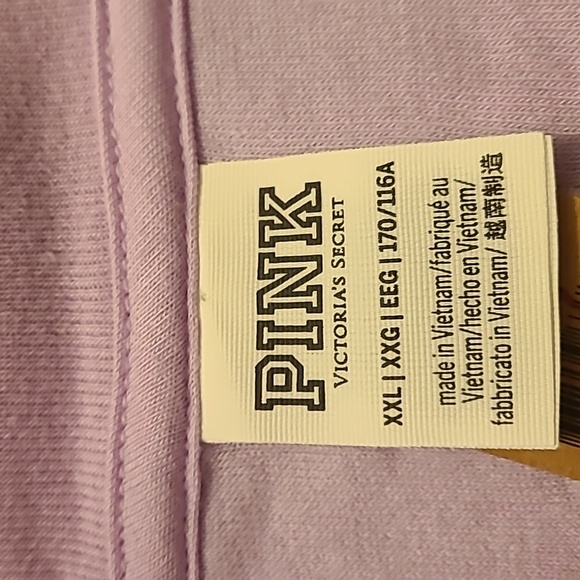 PINK
VICTORIA'S SECRET
XXL | XXG | EEG | 170/116A
made in Vietnam/fabriqué au
Vietnam/hecho en Vietnam/
fabbricato in Vietnam/ 越南制造